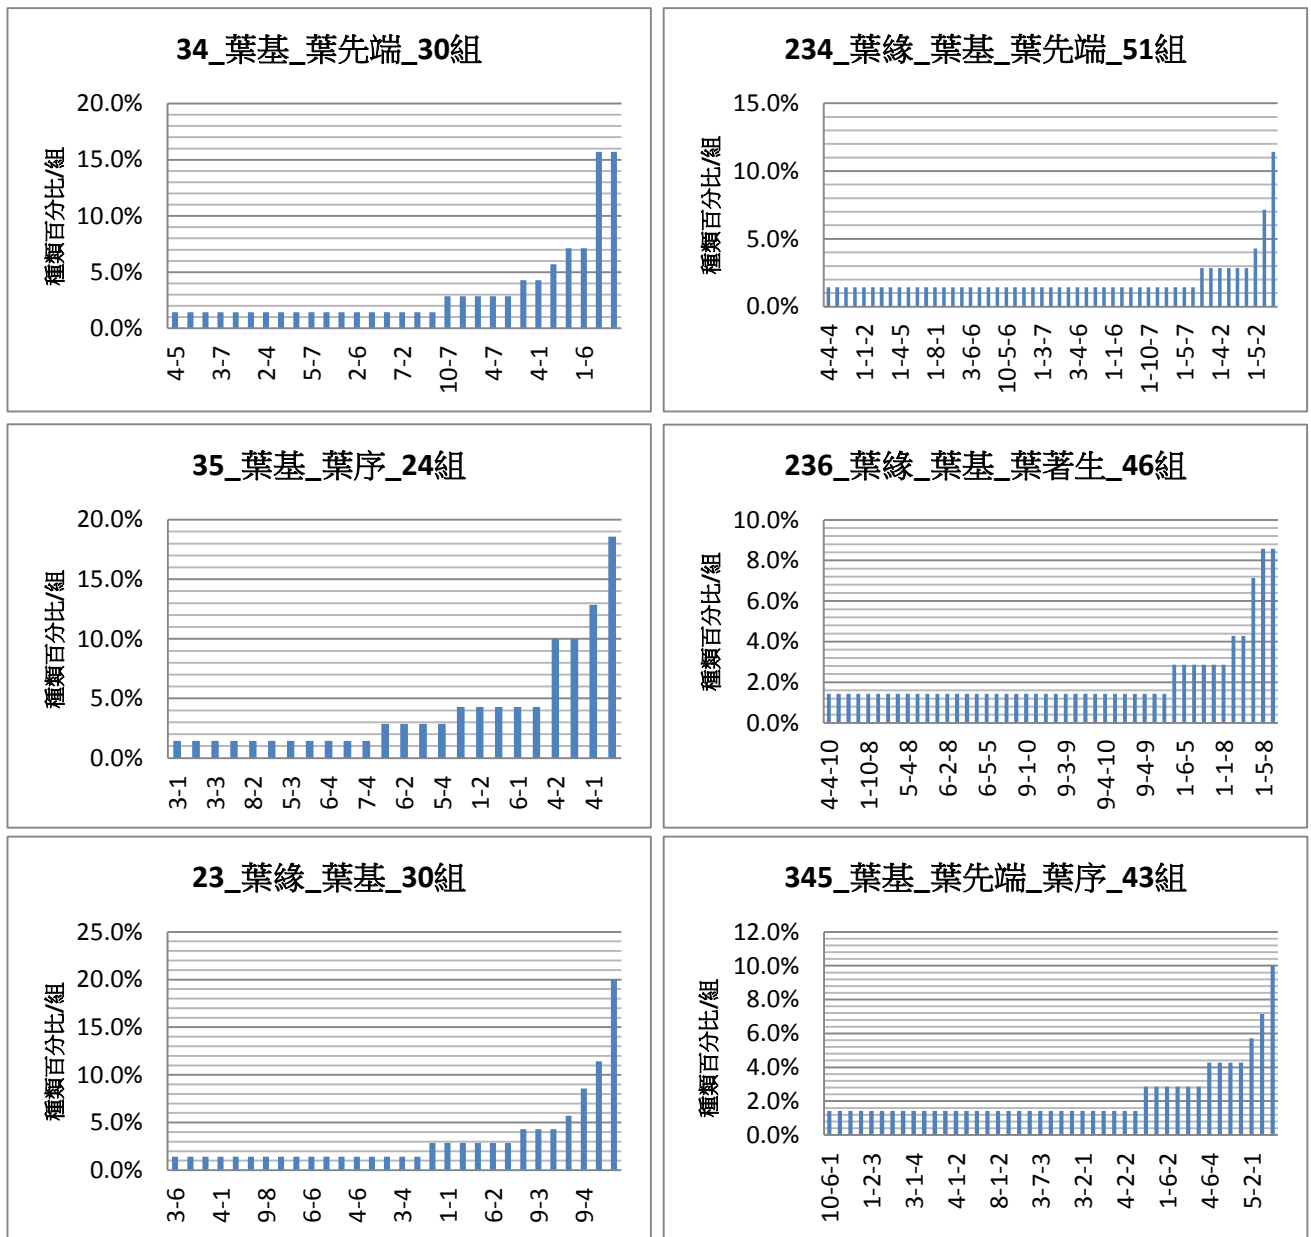 34_葉基_葉先端_30組
種類百分比/組
20.0%
15.0%
10.0%
5.0%
0.0%
4-5 3-7 2-4 5-7 2-6 7-2 10-7 4-7 4-1 1-6
234_葉緣_葉基_葉先端_51組
種類百分比/組
15.0%
10.0%
5.0%
0.0%
4-4-4 1-1-2 1-4-5 1-8-1 3-6-6 10-5-6 1-3-7 3-4-6 1-1-6 1-10-7 1-5-7 1-4-2 1-5-2
35_葉基_葉序_24組
種類百分比/組
20.0%
15.0%
10.0%
5.0%
0.0%
3-1 3-3 8-2 5-3 6-4 7-4 6-2 5-4 1-2 6-1 4-2 4-1
236_葉緣_葉基_葉著生_46組
種類百分比/組
10.0%
8.0%
6.0%
4.0%
2.0%
0.0%
4-4-10 1-10-8 5-4-8 6-2-8 6-5-5 9-1-0 9-3-9 9-4-10 9-4-9 1-6-5 1-1-8 1-5-8
23_葉緣_葉基_30組
種類百分比/組
25.0%
20.0%
15.0%
10.0%
5.0%
0.0%
3-6 4-1 9-8 6-6 4-6 3-4 1-1 6-2 9-3 9-4
345_葉基_葉先端_葉序_43組
種類百分比/組
12.0%
10.0%
8.0%
6.0%
4.0%
2.0%
0.0%
10-6-1 1-2-3 3-1-4 4-1-2 8-1-2 3-7-3 3-2-1 4-2-2 1-6-2 4-6-4 5-2-1